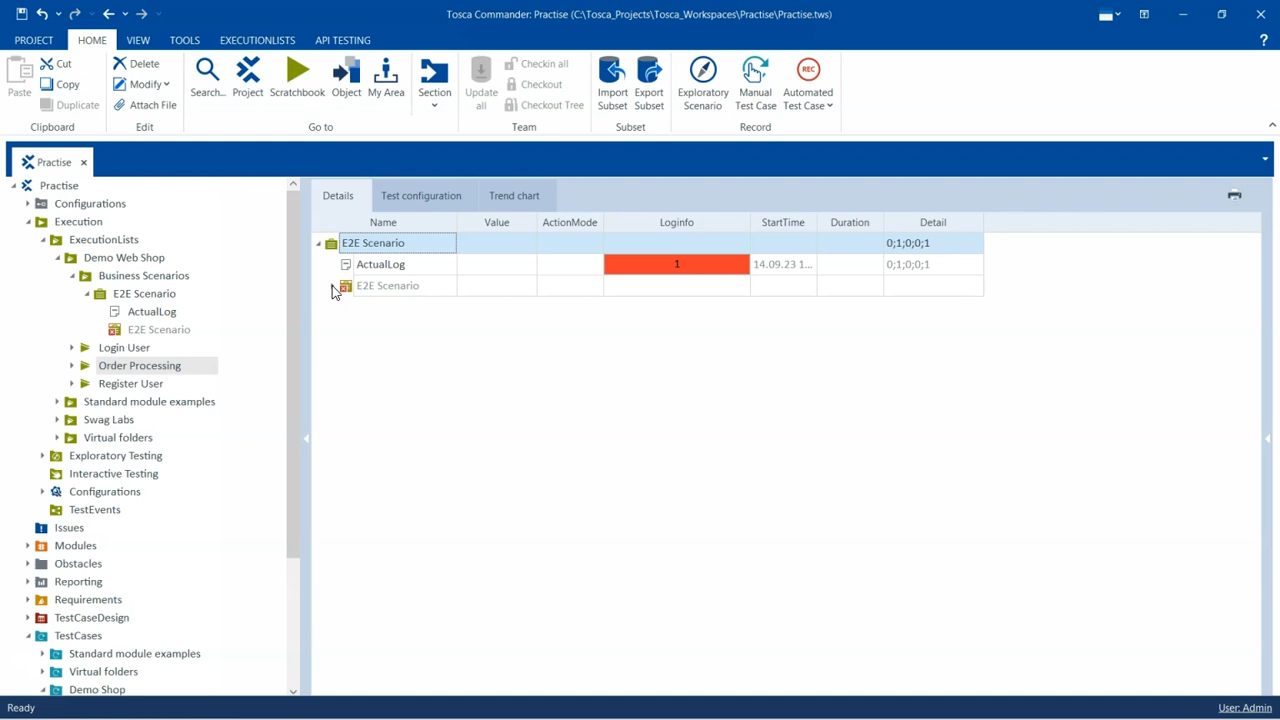 Tosca Commander: Practise (C:\Tosca_Projects\Tosca_Workspaces\Practise\Practise.tws)
PROJECT HOME VIEW TOOLS EXECUTIONLISTS API TESTING ?
Paste
Cut
Copy
Duplicate
Clipboard
Delete
Modify
Attach File
Edit
Search...
Project
Scratchbook
Object
My Area
Section
Go to
Update all
Checkin all
Checkout
Checkout Tree
Team
Import Subset
Export Subset
Subset
Exploratory Scenario
Manual Test Case
REC
Automated Test Case
Record
Practise
Practise
Configurations
Execution
ExecutionLists
Demo Web Shop
Business Scenarios
E2E Scenario
ActualLog
E2E Scenario
Login User
Order Processing
Register User
Standard module examples
Swag Labs
Virtual folders
Exploratory Testing
Interactive Testing
Configurations
TestEvents
Issues
Modules
Obstacles
Reporting
Requirements
TestCaseDesign
TestCases
Standard module examples
Virtual folders
Demo Shop
Details Test configuration Trend chart
Name Value ActionMode Loginfo StartTime Duration Detail
E2E Scenario 0;1;0;0;1
ActualLog 1 14.09.23 1... 0;1;0;0;1
E2E Scenario
Ready User: Admin